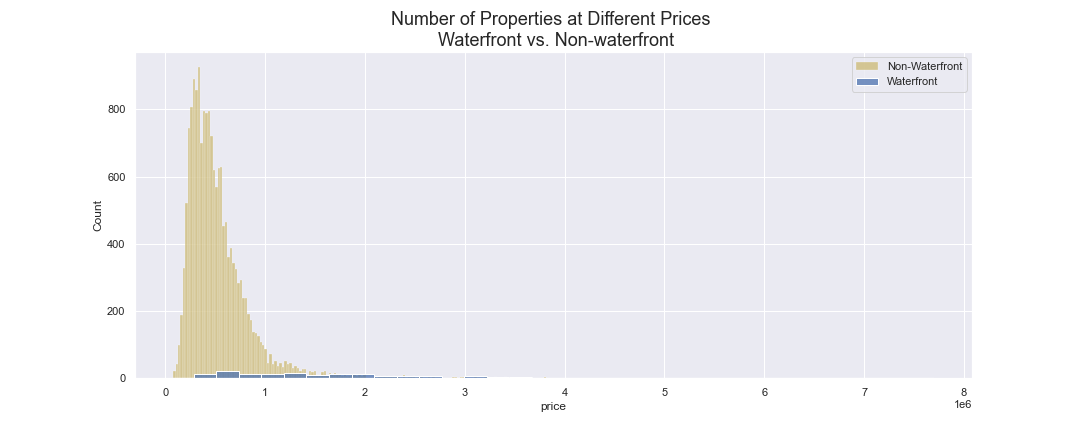 Number of Properties at Different Prices
Waterfront vs. Non-waterfront
Non-Waterfront
Waterfront
800
600
400
200
0
Count
0 1 2 3 4 5 6 7 8
1e6
price